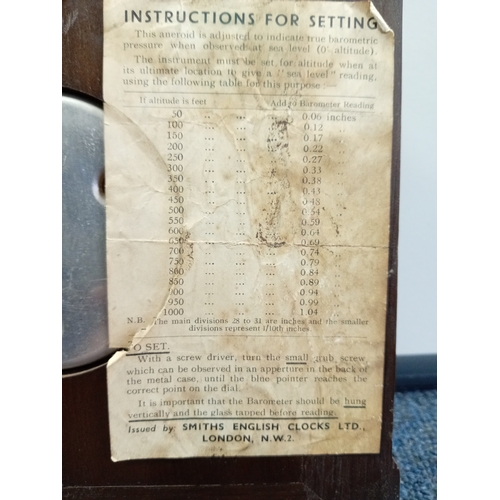 INSTRUCTIONS FOR SETTING
This aneroid is adjusted to indicate true barometric
pressure when observed at sea level (0' altitude).
The instrument must be set for altitude when at
its ultimate location to give a "sea level" reading,
using the following table for this purpose :—
If altitude is feet Add to Barometer Reading
50 .. ... ... 0.06 inches
100 .. ... ... 0.12
150 .. ... ... 0.17
200 .. ... ... 0.22
250 .. ... ... 0.27
300 .. ... ... 0.33
350 .. ... ... 0.38
400 .. ... ... 0.43
450 .. ... ... 0.48
500 .. ... ... 0.54
550 .. ... ... 0.59
600 .. ... ... 0.64
650 .. ... ... 0.69
700 .. ... ... 0.74
750 .. ... ... 0.79
800 .. ... ... 0.84
850 .. ... ... 0.89
900 .. ... ... 0.94
950 .. ... ... 0.99
1000 .. ... ... 1.04
N.B. The main divisions 28 to 31 are inches and the smaller
divisions represent 1/10th inches.
O SET.
With a screw driver, turn the small grub screw
which can be observed in an apperture in the back of
the metal case, until the blue pointer reaches the
correct point on the dial.
It is important that the Barometer should be hung
vertically and the glass tapped before reading.
Issued by SMITHS ENGLISH CLOCKS LTD.,
LONDON, N.W.2.